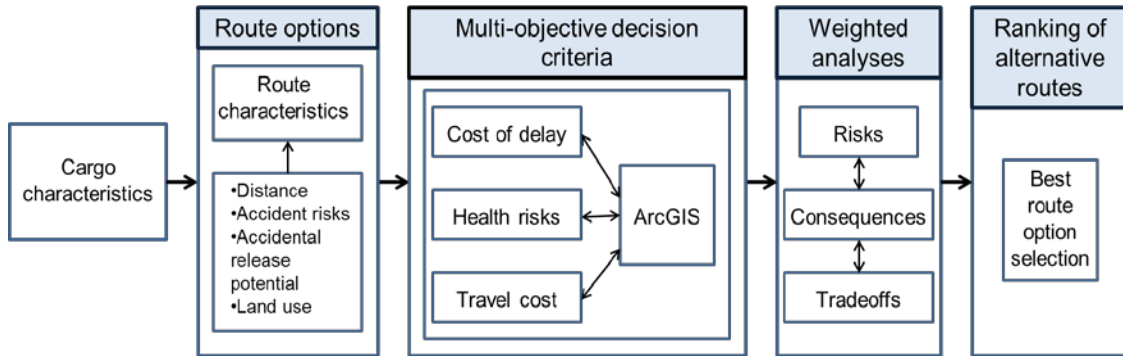 Route options
Multi-objective decision
criteria
Weighted
analyses
Ranking of
alternative
routes
Cargo
characteristics
Route
characteristics
•Distance
•Accident risks
•Accidental
release
potential
•Land use
Cost of delay
Health risks
Travel cost
ArcGIS
Risks
Consequences
Tradeoffs
Best
route
option
selection